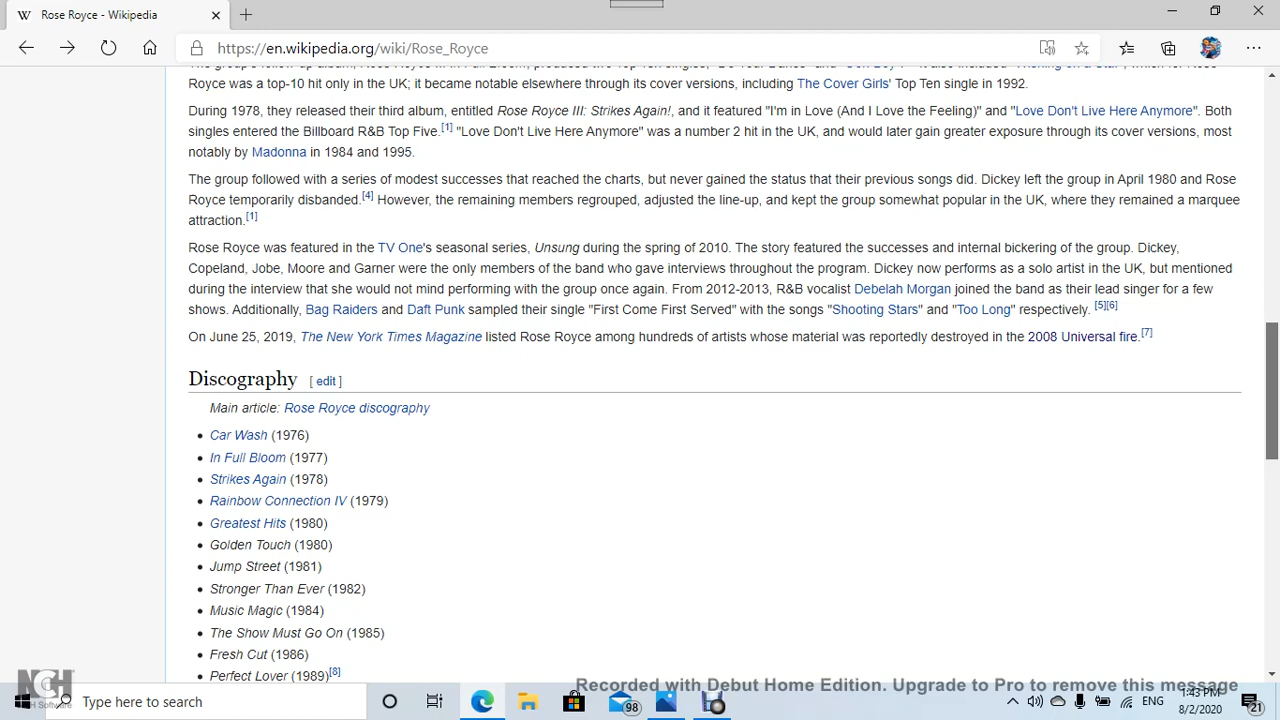 Rose Royce - Wikipedia
https://en.wikipedia.org/wiki/Rose_Royce
Royce was a top-10 hit only in the UK; it became notable elsewhere through its cover versions, including The Cover Girls' Top Ten single in 1992.
During 1978, they released their third album, entitled Rose Royce III: Strikes Again!, and it featured "I'm in Love (And I Love the Feeling)" and "Love Don't Live Here Anymore". Both
singles entered the Billboard R&B Top Five.[1] "Love Don't Live Here Anymore" was a number 2 hit in the UK, and would later gain greater exposure through its cover versions, most
notably by Madonna in 1984 and 1995.
The group followed with a series of modest successes that reached the charts, but never gained the status that their previous songs did. Dickey left the group in April 1980 and Rose
Royce temporarily disbanded.[4] However, the remaining members regrouped, adjusted the line-up, and kept the group somewhat popular in the UK, where they remained a marquee
attraction.[1]
Rose Royce was featured in the TV One's seasonal series, Unsung during the spring of 2010. The story featured the successes and internal bickering of the group. Dickey,
Copeland, Jobe, Moore and Garner were the only members of the band who gave interviews throughout the program. Dickey now performs as a solo artist in the UK, but mentioned
during the interview that she would not mind performing with the group once again. From 2012-2013, R&B vocalist Debelah Morgan joined the band as their lead singer for a few
shows. Additionally, Bag Raiders and Daft Punk sampled their single "First Come First Served" with the songs "Shooting Stars" and "Too Long" respectively. [5][6]
On June 25, 2019, The New York Times Magazine listed Rose Royce among hundreds of artists whose material was reportedly destroyed in the 2008 Universal fire.[7]
Discography [ edit ]
Main article: Rose Royce discography
• Car Wash (1976)
• In Full Bloom (1977)
• Strikes Again (1978)
• Rainbow Connection IV (1979)
• Greatest Hits (1980)
• Golden Touch (1980)
• Jump Street (1981)
• Stronger Than Ever (1982)
• Music Magic (1984)
• The Show Must Go On (1985)
• Fresh Cut (1986)
• Perfect Lover (1989)[8]
Recorded with Debut Home Edition. Upgrade to Pro to remove this message
NCH Software
Type here to search
98
ENG
1:43 PM
8/2/2020
21